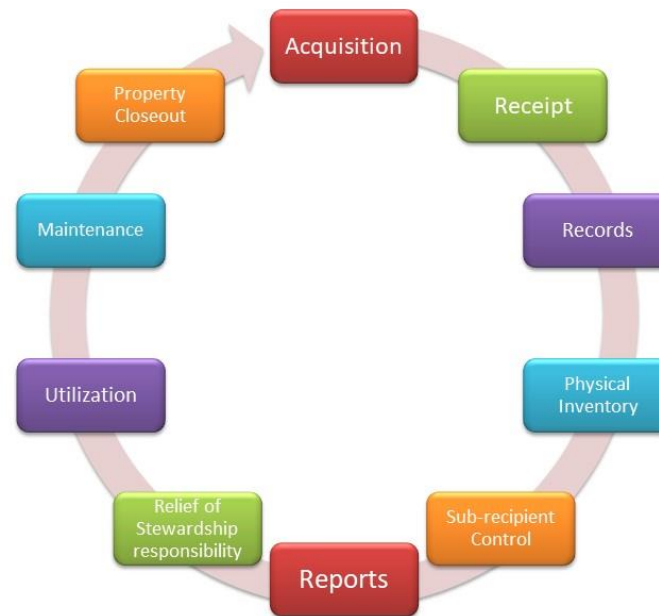 Acquisition
Receipt
Records
Physical
Inventory
Sub-recipient
Control
Reports
Relief of
Stewardship
responsibility
Utilization
Maintenance
Property
Closeout